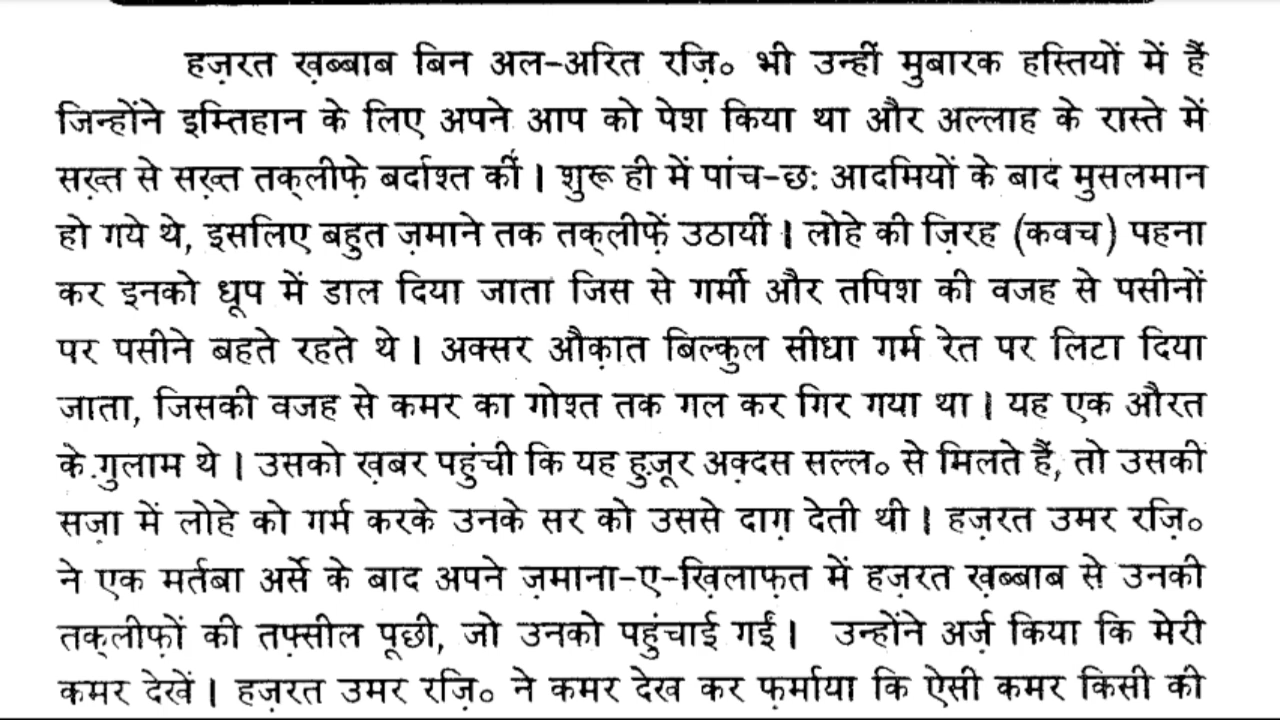 हज़रत ख़ब्बाब बिन अल-अरित रज़ि॰ भी उन्हीं मुबारक हस्तियों में हैं
जिन्होंने इम्तिहान के लिए अपने आप को पेश किया था और अल्लाह के रास्ते में
सख़्त से सख़्त तक्लीफ़े बर्दाश्त कीं। शुरू ही में पांच-छः आदमियों के बाद मुसलमान
हो गये थे, इसलिए बहुत ज़माने तक तक्लीफ़ें उठायीं। लोहे की ज़िरह (कवच) पहना
कर इनको धूप में डाल दिया जाता जिस से गर्मी और तपिश की वजह से पसीनों
पर पसीने बहते रहते थे। अक्सर औक़ात बिल्कुल सीधा गर्म रेत पर लिटा दिया
जाता, जिसकी वजह से कमर का गोश्त तक गल कर गिर गया था। यह एक औरत
के ग़ुलाम थे। उसको ख़बर पहुंची कि यह हुज़ूर अक़्दस सल्ल॰ से मिलते हैं, तो उसकी
सज़ा में लोहे को गर्म करके उनके सर को उससे दाग़ देती थी। हज़रत उमर रज़ि॰
ने एक मर्तबा अर्से के बाद अपने ज़माना-ए-ख़िलाफ़त में हज़रत ख़ब्बाब से उनकी
तक्लीफ़ों की तफ़्सील पूछी, जो उनको पहुंचाई गईं। उन्होंने अर्ज़ किया कि मेरी
कमर देखें। हज़रत उमर रज़ि॰ ने कमर देख कर फ़र्माया कि ऐसी कमर किसी की